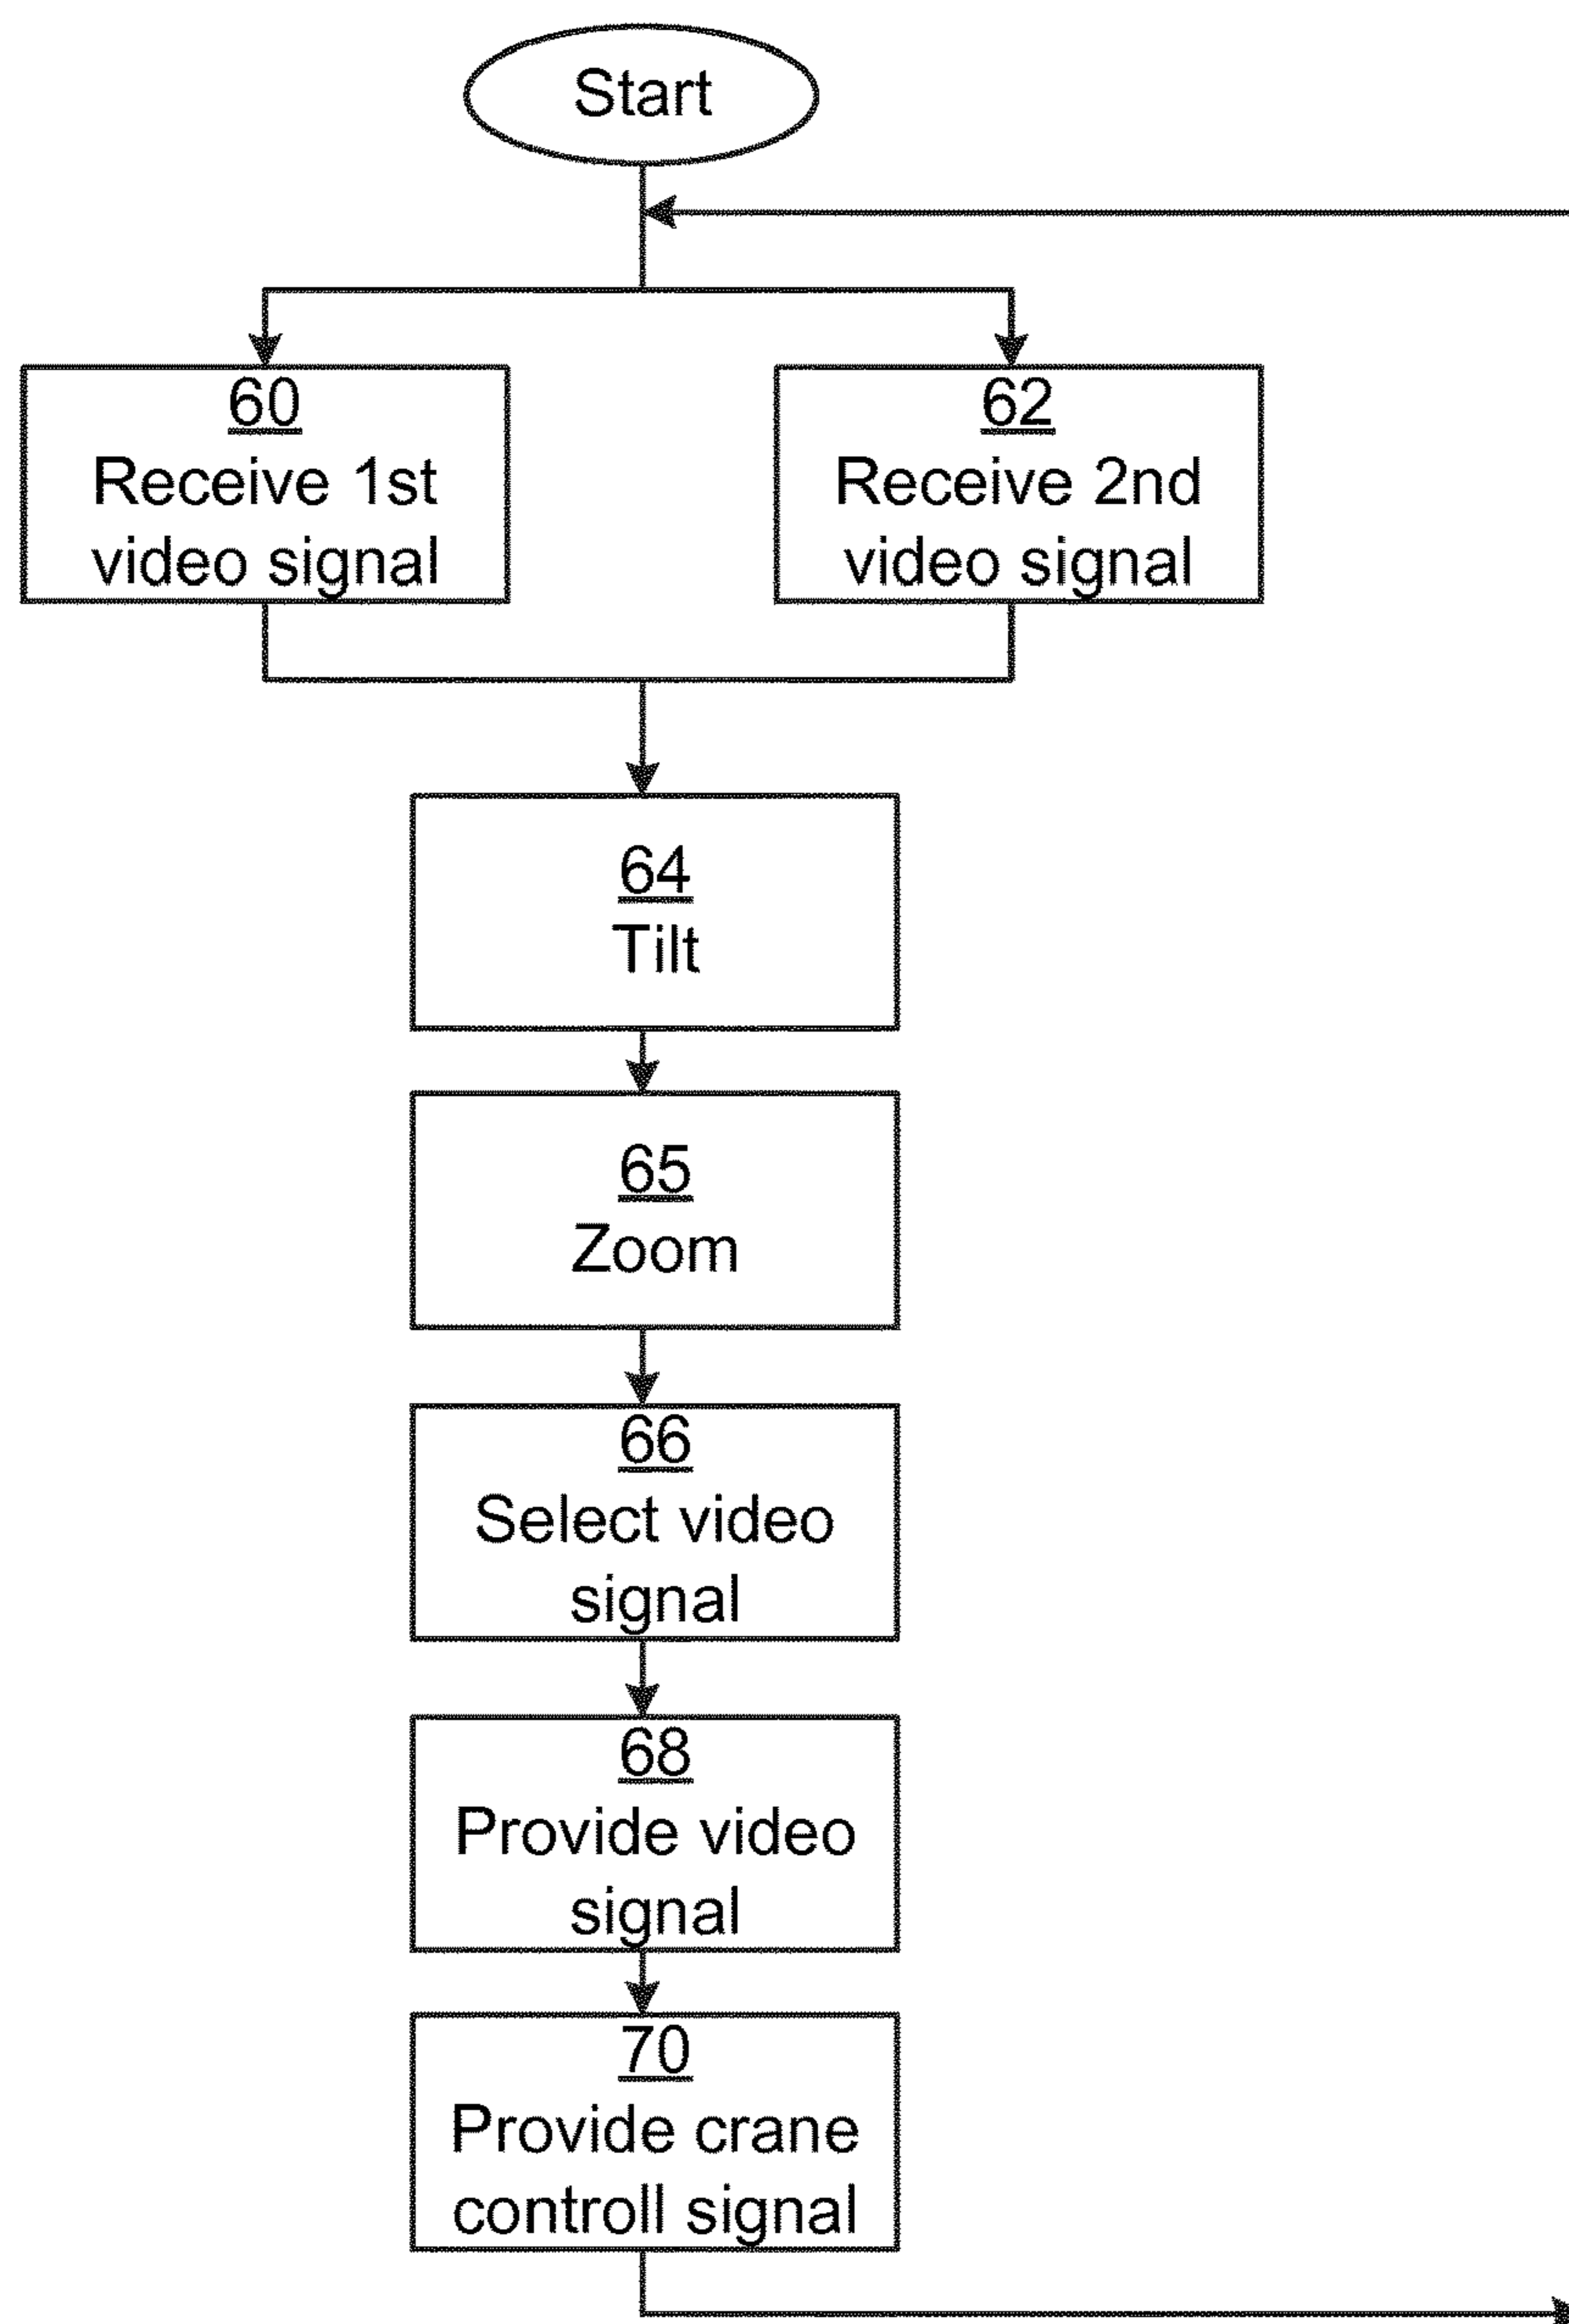 Start
60
Receive 1st
video signal
62
Receive 2nd
video signal
64
Tilt
65
Zoom
66
Select video
signal
68
Provide video
signal
70
Provide crane
controll signal